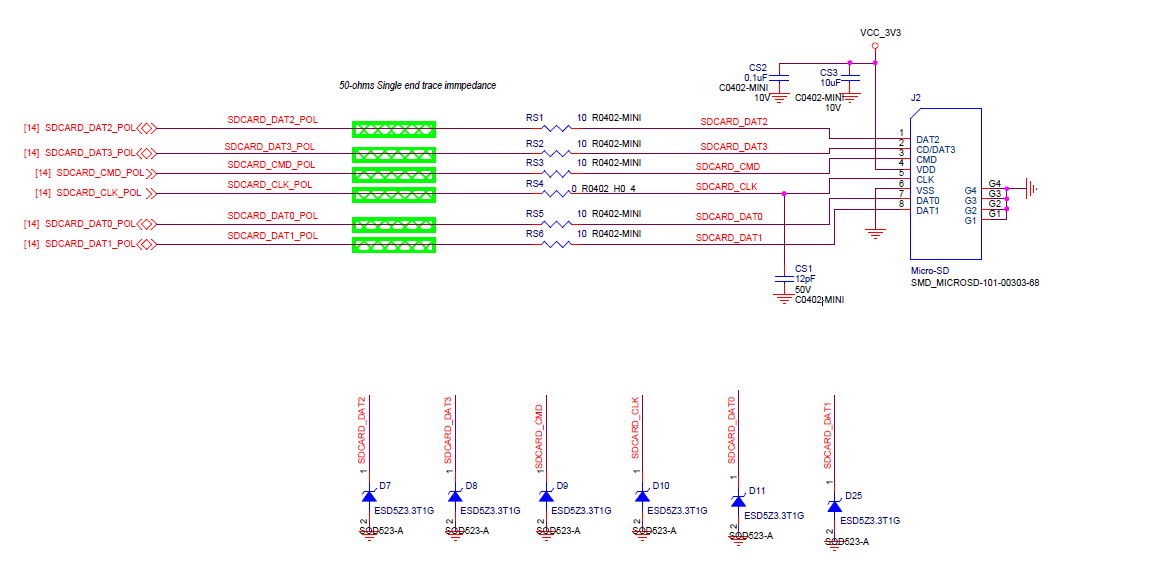 VCC_3V3
CS2
0.1uF
C0402-MINI
10V
CS3
10uF
C0402-MINI
10V
50-ohms Single end trace immpedance
J2
[14] SDCARD_DAT2_POL
SDCARD_DAT2_POL
RS1
10 R0402-MINI
SDCARD_DAT2
[14] SDCARD_DAT3_POL
SDCARD_DAT3_POL
RS2
10 R0402-MINI
SDCARD_DAT3
[14] SDCARD_CMD_POL
SDCARD_CMD_POL
RS3
10 R0402-MINI
SDCARD_CMD
[14] SDCARD_CLK_POL
SDCARD_CLK_POL
RS4
0 R0402_H0_4
SDCARD_CLK
[14] SDCARD_DAT0_POL
SDCARD_DAT0_POL
RS5
10 R0402-MINI
SDCARD_DAT0
[14] SDCARD_DAT1_POL
SDCARD_DAT1_POL
RS6
10 R0402-MINI
SDCARD_DAT1
1 DAT2
2 CD/DAT3
3 CMD
4 VDD
5 CLK
6 VSS
7 DAT0
8 DAT1
G4 G4
G3 G3
G2 G2
G1 G1
Micro-SD
SMD_MICROSD-101-00303-68
CS1
12pF
50V
C0402-MINI
SDCARD_DAT2
1
D7
ESD5Z3.3T1G
2
SOD523-A
SDCARD_DAT3
1
D8
ESD5Z3.3T1G
2
SOD523-A
SDCARD_CMD
1
D9
ESD5Z3.3T1G
2
SOD523-A
SDCARD_CLK
1
D10
ESD5Z3.3T1G
2
SOD523-A
SDCARD_DAT0
1
D11
ESD5Z3.3T1G
2
SOD523-A
SDCARD_DAT1
1
D25
ESD5Z3.3T1G
2
SOD523-A